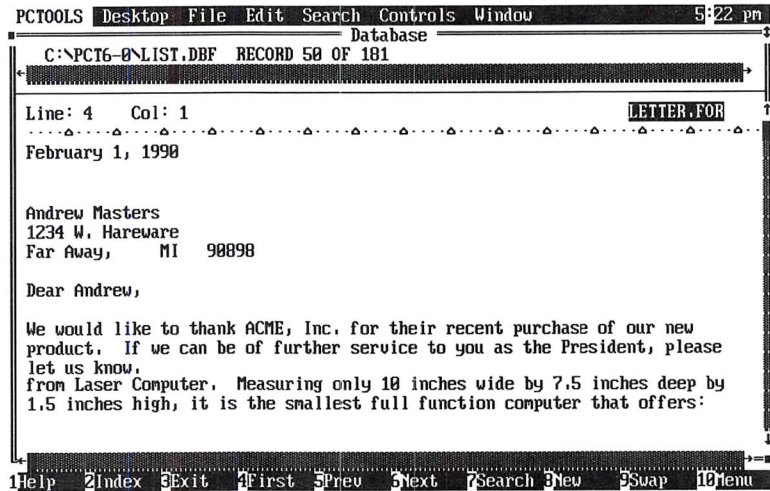 PCTOOLS Desktop File Edit Search Controls Window 5:22 pm
Database
C:\PCT6-0\LIST.DBF RECORD 50 OF 181
Line: 4 Col: 1 LETTER.FOR
February 1, 1990
Andrew Masters
1234 W. Hareware
Far Away, MI 90898
Dear Andrew,
We would like to thank ACME, Inc. for their recent purchase of our new
product. If we can be of further service to you as the President, please
let us know.
from Laser Computer. Measuring only 10 inches wide by 7.5 inches deep by
1.5 inches high, it is the smallest full function computer that offers:
1Help 2Index 3Exit 4First 5Prev 6Next 7Search 8New 9Swap 10Menu